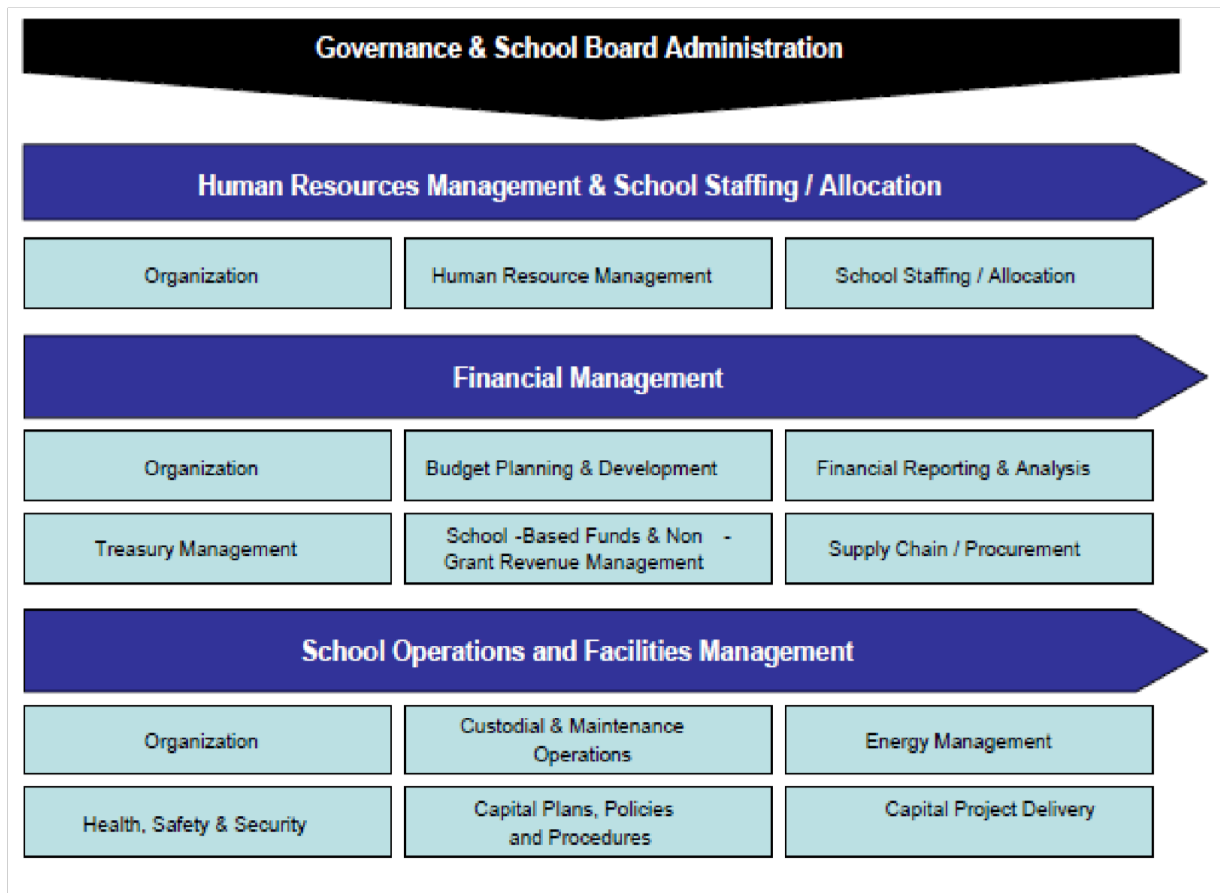 Governance & School Board Administration
Human Resources Management & School Staffing / Allocation
Organization
Human Resource Management
School Staffing / Allocation
Financial Management
Organization
Budget Planning & Development
Financial Reporting & Analysis
Treasury Management
School -Based Funds & Non -
Grant Revenue Management
Supply Chain / Procurement
School Operations and Facilities Management
Organization
Custodial & Maintenance
Operations
Energy Management
Health, Safety & Security
Capital Plans, Policies
and Procedures
Capital Project Delivery